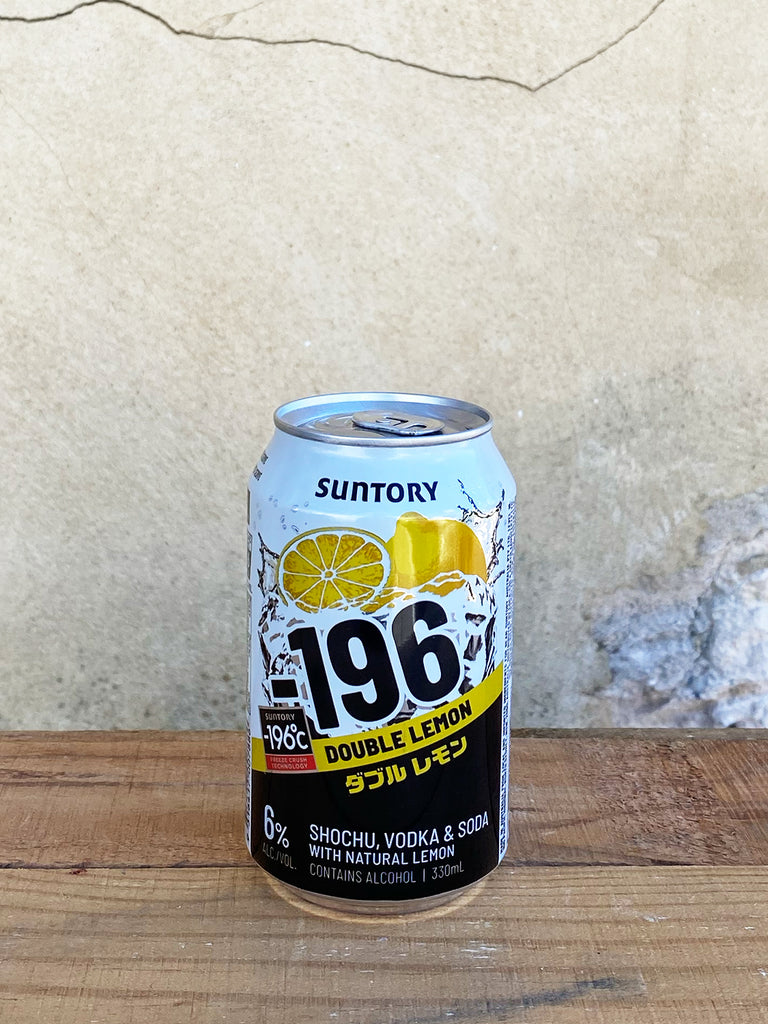 SUNTORY
-196
DOUBLE LEMON
ダブル レモン
SUNTORY
-196°C
FREEZE CRUSH
TECHNOLOGY
6%
ALC./VOL.
SHOCHU, VODKA & SODA
WITH NATURAL LEMON
CONTAINS ALCOHOL | 330mL